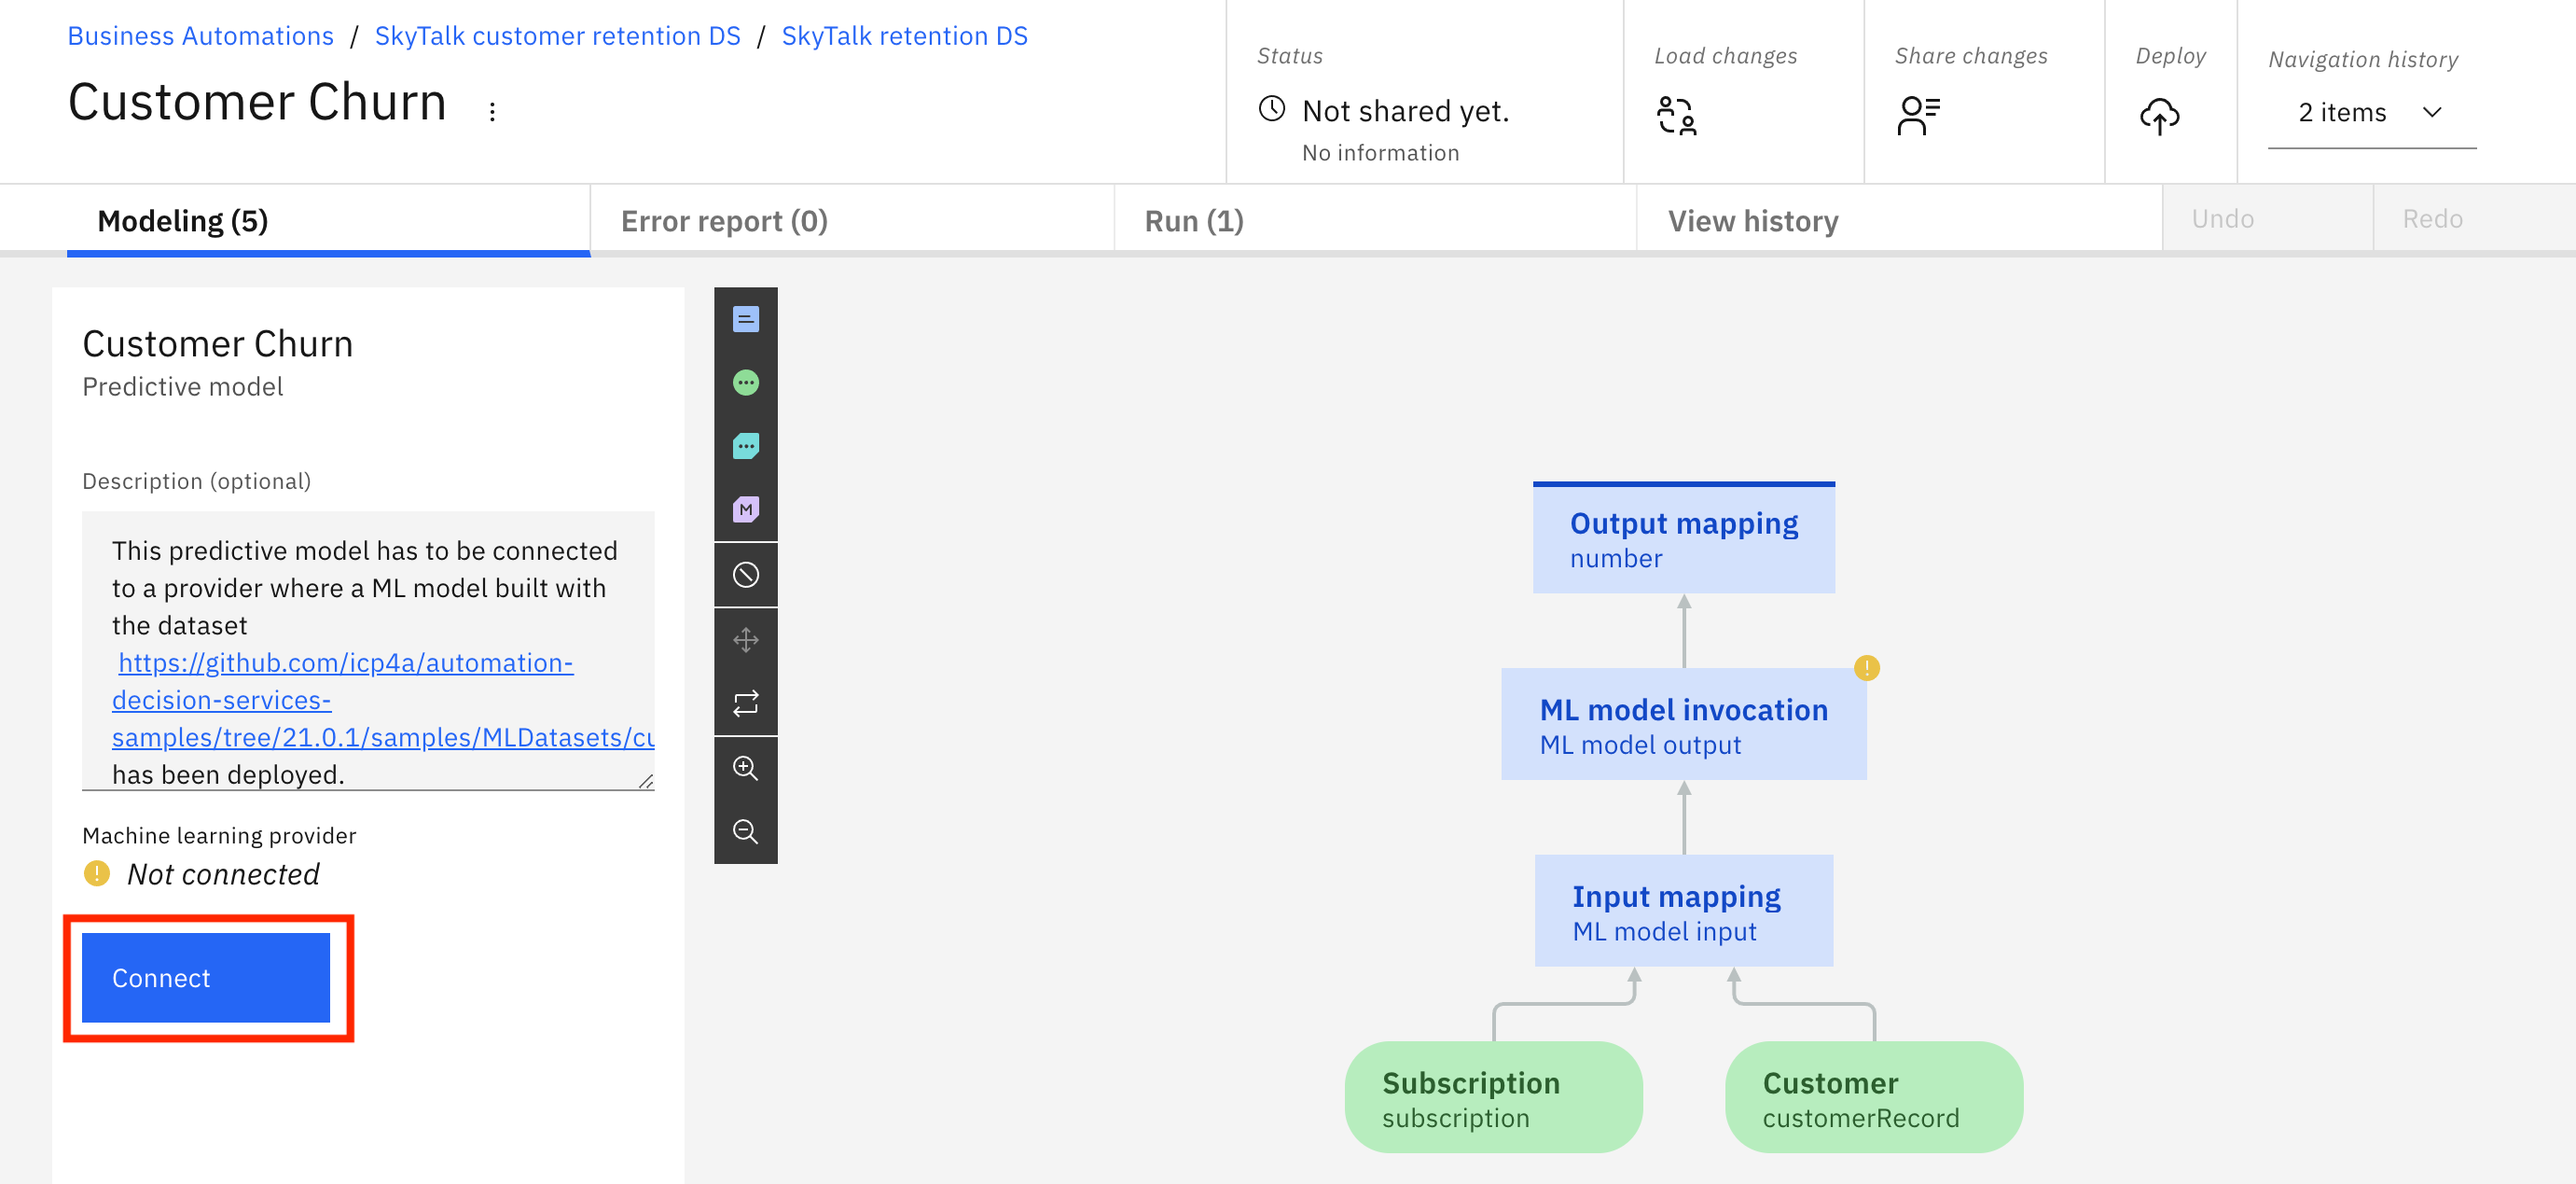 Business Automations / SkyTalk customer retention DS / SkyTalk retention DS
Customer Churn
Status
Not shared yet.
No information
Load changes
Share changes
Deploy
Navigation history
2 items
Modeling (5)
Error report (0)
Run (1)
View history
Undo
Redo
Customer Churn
Predictive model
Description (optional)
This predictive model has to be connected
to a provider where a ML model built with
the dataset
https://github.com/icp4a/automation-
decision-services-
samples/tree/21.0.1/samples/MLDatasets/cu
has been deployed.
Machine learning provider
Not connected
Connect
M
Output mapping
number
ML model invocation
ML model output
Input mapping
ML model input
Subscription
subscription
Customer
customerRecord